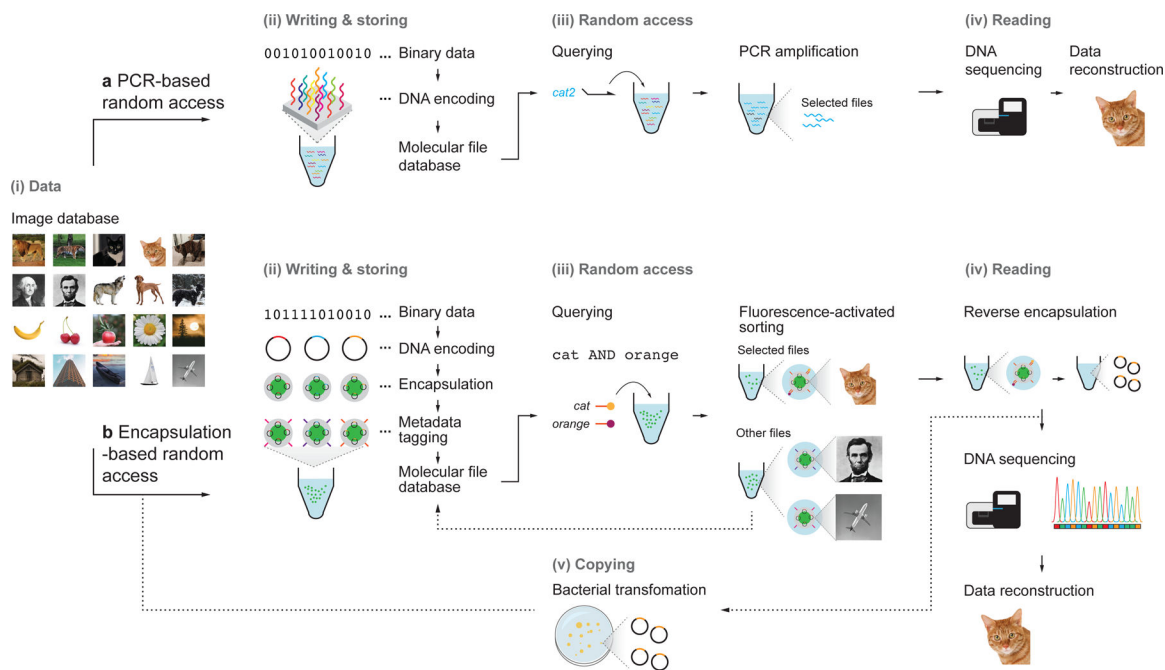 (i) Data
Image database
a PCR-based
random access
(ii) Writing & storing
001010010010 ... Binary data
... DNA encoding
Molecular file
database
(iii) Random access
Querying
cat2
PCR amplification
Selected files
(iv) Reading
DNA
sequencing
Data
reconstruction
b Encapsulation
-based random
access
(ii) Writing & storing
101111010010 ... Binary data
... DNA encoding
... Encapsulation
... Metadata
tagging
Molecular file
database
(iii) Random access
Querying
cat AND orange
cat
orange
Fluorescence-activated
sorting
Selected files
Other files
(iv) Reading
Reverse encapsulation
DNA sequencing
Data reconstruction
(v) Copying
Bacterial transfomation